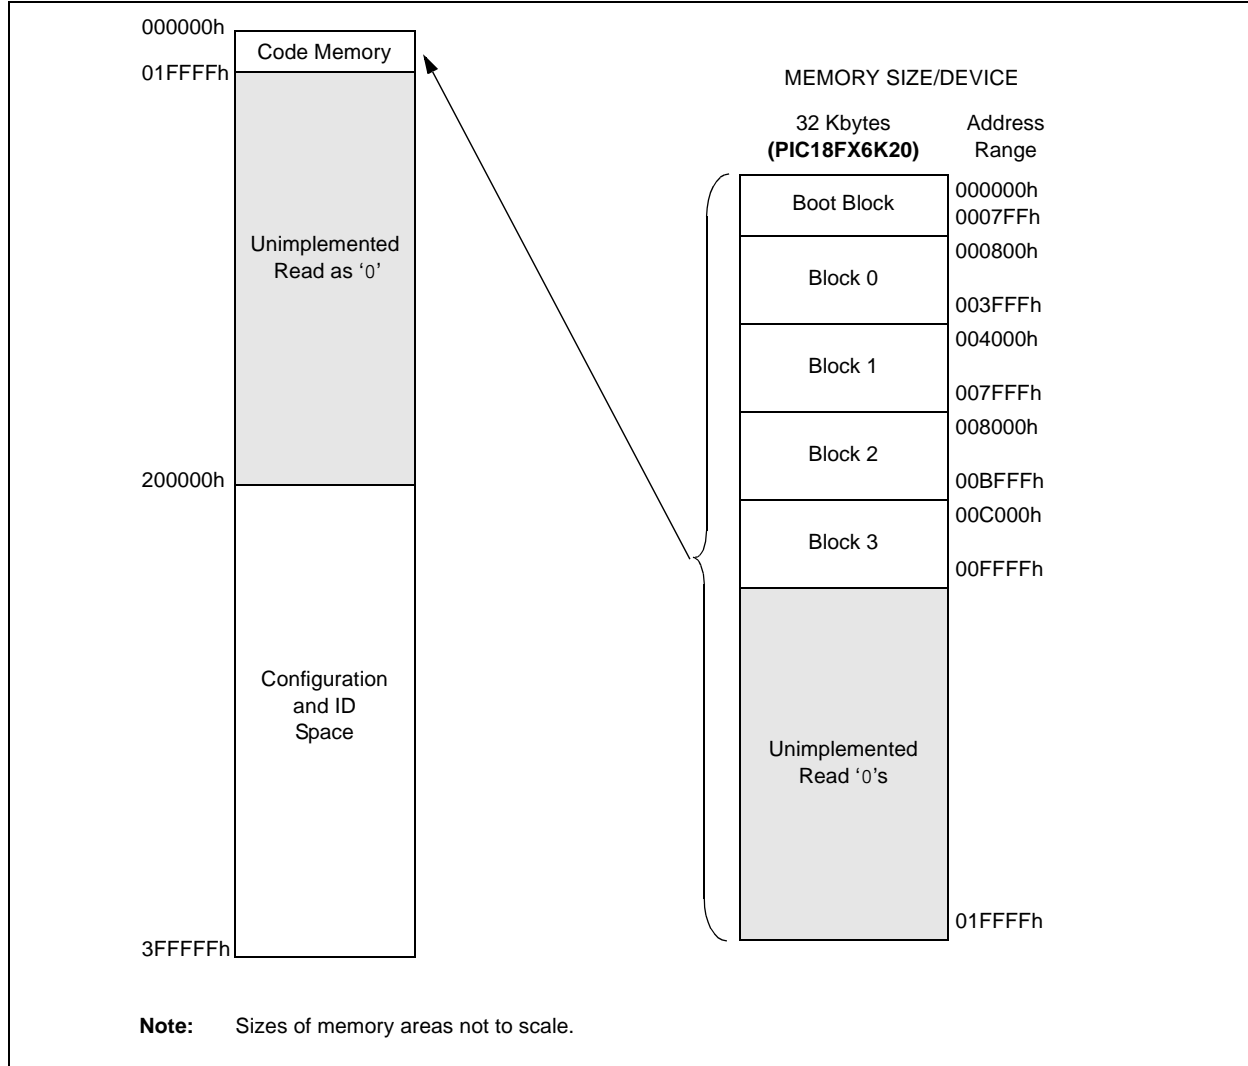 000000h
Code Memory
01FFFFh
Unimplemented
Read as ‘0’
200000h
Configuration
and ID
Space
3FFFFFh
MEMORY SIZE/DEVICE
32 Kbytes
(PIC18FX6K20)
Address
Range
Boot Block
000000h
0007FFh
Block 0
000800h
003FFFh
Block 1
004000h
007FFFh
Block 2
008000h
00BFFFh
Block 3
00C000h
00FFFFh
Unimplemented
Read ‘0’s
01FFFFh
Note: Sizes of memory areas not to scale.